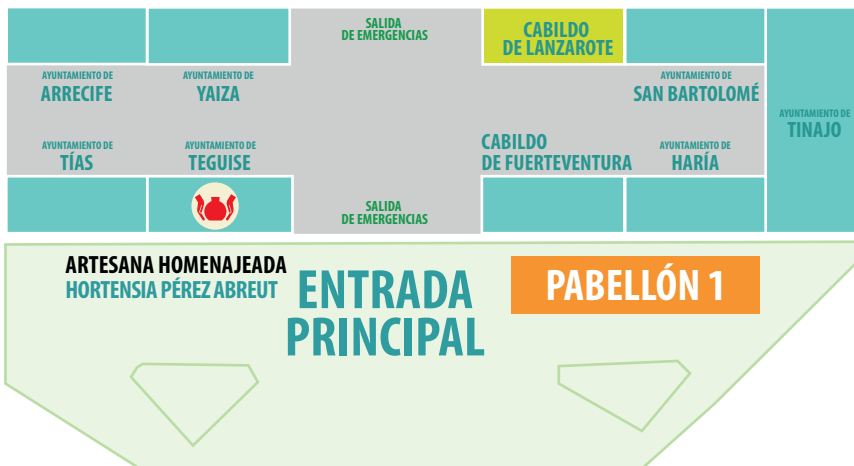 SALIDA
DE EMERGENCIAS
CABILDO
DE LANZAROTE
AYUNTAMIENTO DE
ARRECIFE
AYUNTAMIENTO DE
YAIZA
AYUNTAMIENTO DE
SAN BARTOLOMÉ
AYUNTAMIENTO DE
TINAJO
AYUNTAMIENTO DE
TÍAS
AYUNTAMIENTO DE
TEGUISE
CABILDO
DE FUERTEVENTURA
AYUNTAMIENTO DE
HARÍA
SALIDA
DE EMERGENCIAS
ARTESANA HOMENAJEADA
HORTENSIA PÉREZ ABREUT
ENTRADA
PRINCIPAL
PABELLÓN 1